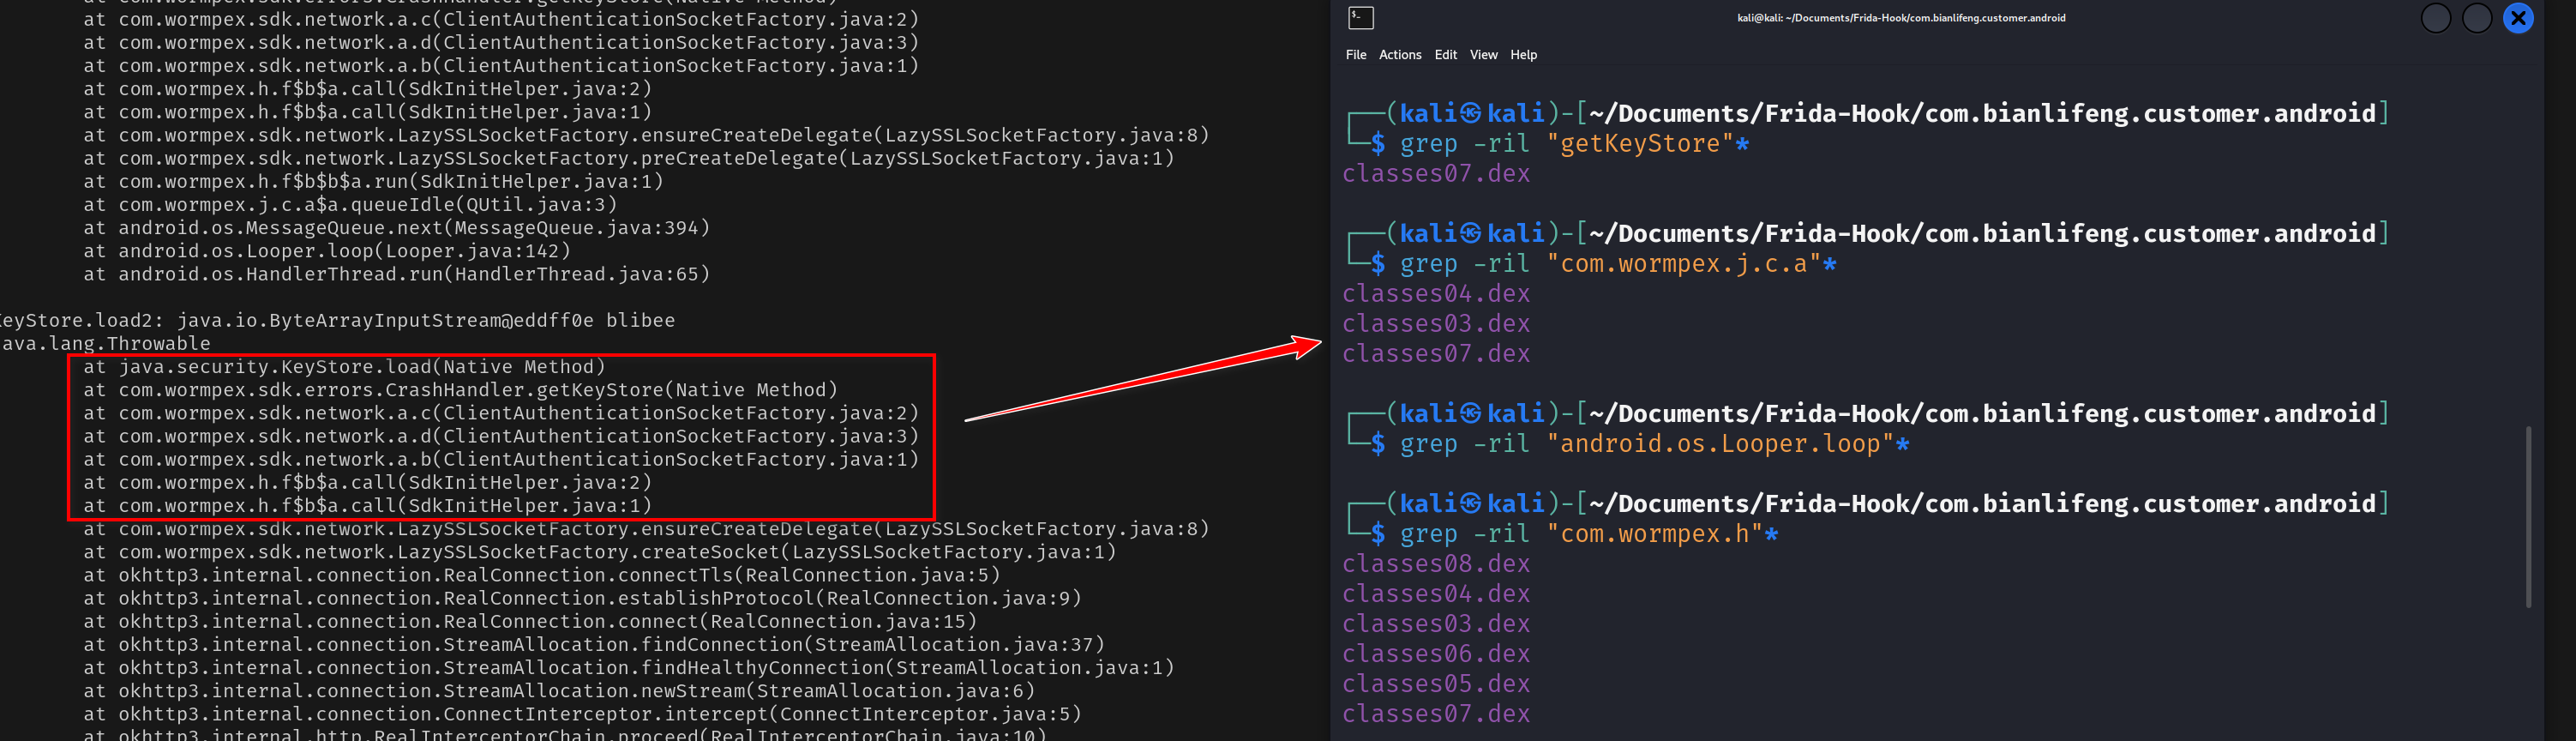 at com.wormpex.sdk.errors.CrashHandler.getKeyStore(Native Method)
at com.wormpex.sdk.network.a.c(ClientAuthenticationSocketFactory.java:2)
at com.wormpex.sdk.network.a.d(ClientAuthenticationSocketFactory.java:3)
at com.wormpex.sdk.network.a.b(ClientAuthenticationSocketFactory.java:1)
at com.wormpex.h.f$b$a.call(SdkInitHelper.java:2)
at com.wormpex.h.f$b$a.call(SdkInitHelper.java:1)
at com.wormpex.sdk.network.LazySSLSocketFactory.ensureCreateDelegate(LazySSLSocketFactory.java:8)
at com.wormpex.sdk.network.LazySSLSocketFactory.preCreateDelegate(LazySSLSocketFactory.java:1)
at com.wormpex.h.f$b$b$a.run(SdkInitHelper.java:1)
at com.wormpex.j.c.a$a.queueIdle(QUtil.java:3)
at android.os.MessageQueue.next(MessageQueue.java:394)
at android.os.Looper.loop(Looper.java:142)
at android.os.HandlerThread.run(HandlerThread.java:65)
KeyStore.load2: java.io.ByteArrayInputStream@eddff0e blibee
ava.lang.Throwable
at java.security.KeyStore.load(Native Method)
at com.wormpex.sdk.errors.CrashHandler.getKeyStore(Native Method)
at com.wormpex.sdk.network.a.c(ClientAuthenticationSocketFactory.java:2)
at com.wormpex.sdk.network.a.d(ClientAuthenticationSocketFactory.java:3)
at com.wormpex.sdk.network.a.b(ClientAuthenticationSocketFactory.java:1)
at com.wormpex.h.f$b$a.call(SdkInitHelper.java:2)
at com.wormpex.h.f$b$a.call(SdkInitHelper.java:1)
at com.wormpex.sdk.network.LazySSLSocketFactory.ensureCreateDelegate(LazySSLSocketFactory.java:8)
at com.wormpex.sdk.network.LazySSLSocketFactory.createSocket(LazySSLSocketFactory.java:1)
at okhttp3.internal.connection.RealConnection.connectTls(RealConnection.java:5)
at okhttp3.internal.connection.RealConnection.establishProtocol(RealConnection.java:9)
at okhttp3.internal.connection.RealConnection.connect(RealConnection.java:15)
at okhttp3.internal.connection.StreamAllocation.findConnection(StreamAllocation.java:37)
at okhttp3.internal.connection.StreamAllocation.findHealthyConnection(StreamAllocation.java:1)
at okhttp3.internal.connection.StreamAllocation.newStream(StreamAllocation.java:6)
at okhttp3.internal.connection.ConnectInterceptor.intercept(ConnectInterceptor.java:5)
at okhttp3.internal.http.RealInterceptorChain.proceed(RealInterceptorChain.java:10)
kali@kali: ~/Documents/Frida-Hook/com.bianlifeng.customer.android
File Actions Edit View Help
┌──(kali㉿kali)-[~/Documents/Frida-Hook/com.bianlifeng.customer.android]
└─$ grep -ril "getKeyStore"*
classes07.dex
┌──(kali㉿kali)-[~/Documents/Frida-Hook/com.bianlifeng.customer.android]
└─$ grep -ril "com.wormpex.j.c.a"*
classes04.dex
classes03.dex
classes07.dex
┌──(kali㉿kali)-[~/Documents/Frida-Hook/com.bianlifeng.customer.android]
└─$ grep -ril "android.os.Looper.loop"*
┌──(kali㉿kali)-[~/Documents/Frida-Hook/com.bianlifeng.customer.android]
└─$ grep -ril "com.wormpex.h"*
classes08.dex
classes04.dex
classes03.dex
classes06.dex
classes05.dex
classes07.dex